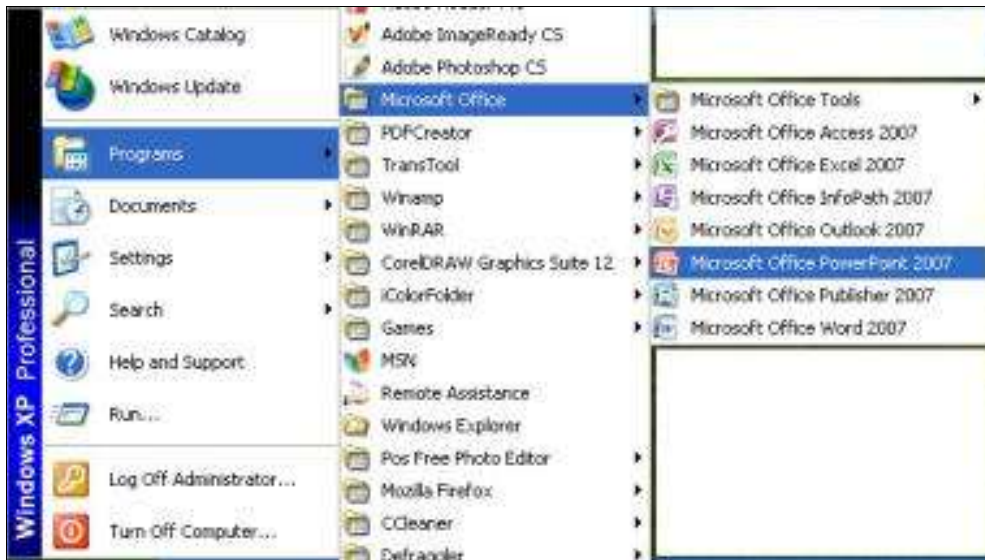 Windows Catalog
Windows Update
Programs
Documents
Settings
Search
Help and Support
Run...
Log Off Administrator...
Turn Off Computer...
Windows XP Professional
Adobe ImageReady CS
Adobe Photoshop CS
Microsoft Office
PDFCreator
TransTool
Winamp
WinRAR
CorelDRAW Graphics Suite 12
iColorFolder
Games
MSN
Remote Assistance
Windows Explorer
Pos Free Photo Editor
Mozilla Firefox
CCleaner
Defraggler
Microsoft Office Tools
Microsoft Office Access 2007
Microsoft Office Excel 2007
Microsoft Office InfoPath 2007
Microsoft Office Outlook 2007
Microsoft Office PowerPoint 2007
Microsoft Office Publisher 2007
Microsoft Office Word 2007